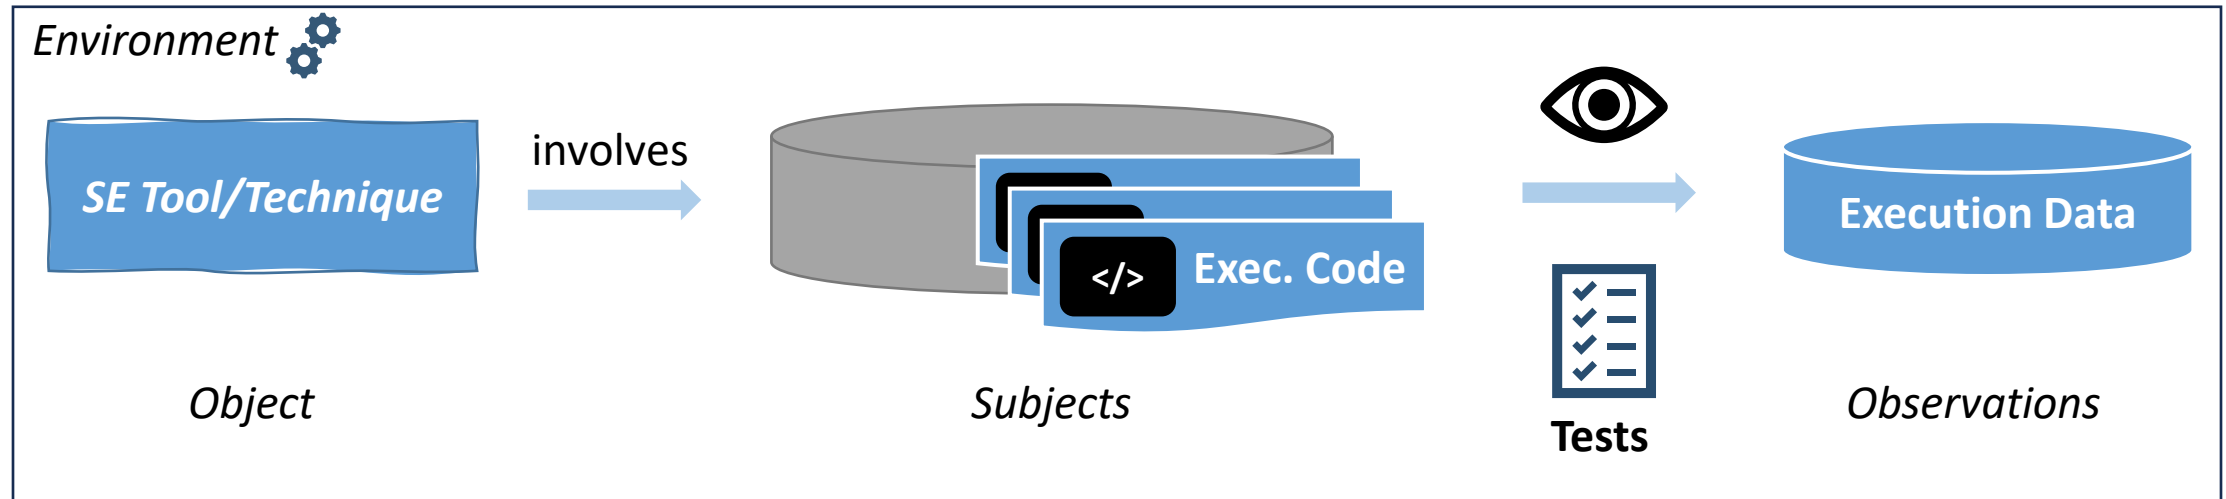 Environment
SE Tool/Technique
involves
</> Exec. Code
Execution Data
Object
Subjects
Tests
Observations